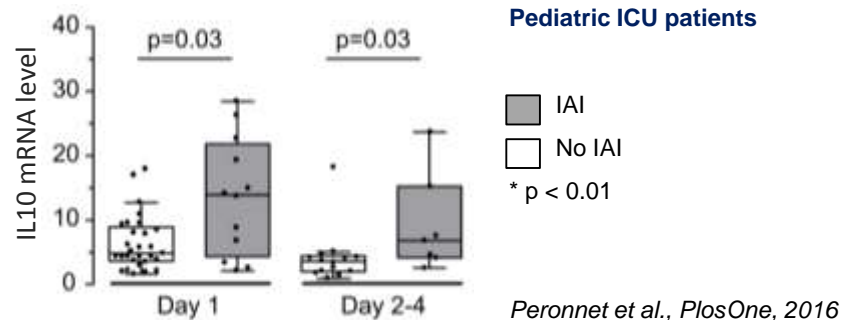 Pediatric ICU patients
IL10 mRNA level
40
30
20
10
0
p=0.03
p=0.03
Day 1
Day 2-4
IAI
No IAI
* p < 0.01
Peronnet et al., PlosOne, 2016